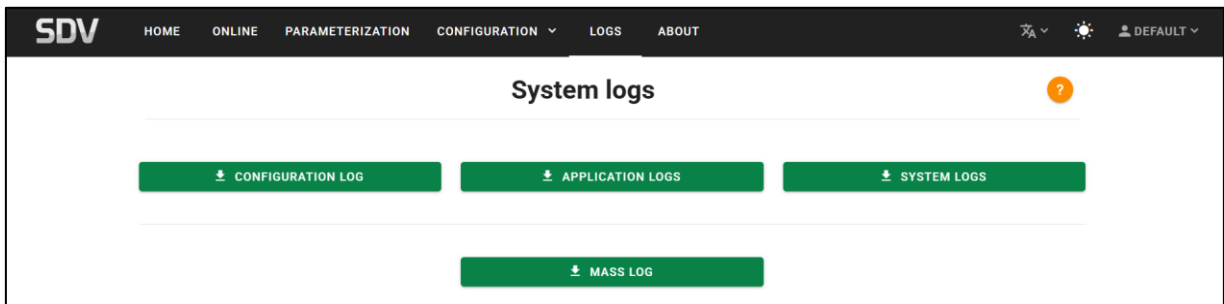 SDV HOME ONLINE PARAMETERIZATION CONFIGURATION LOGS ABOUT DEFAULT
System logs ?
CONFIGURATION LOG APPLICATION LOGS SYSTEM LOGS
MASS LOG